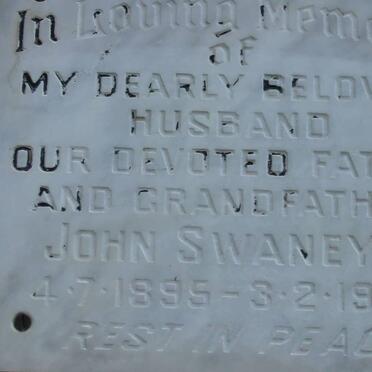 In Loving Memo
of
MY DEARLY BELOV
HUSBAND
OUR DEVOTED FAT
AND GRANDFATH
JOHN SWANEY
4·7·1895-3·2·19
REST IN PEAC